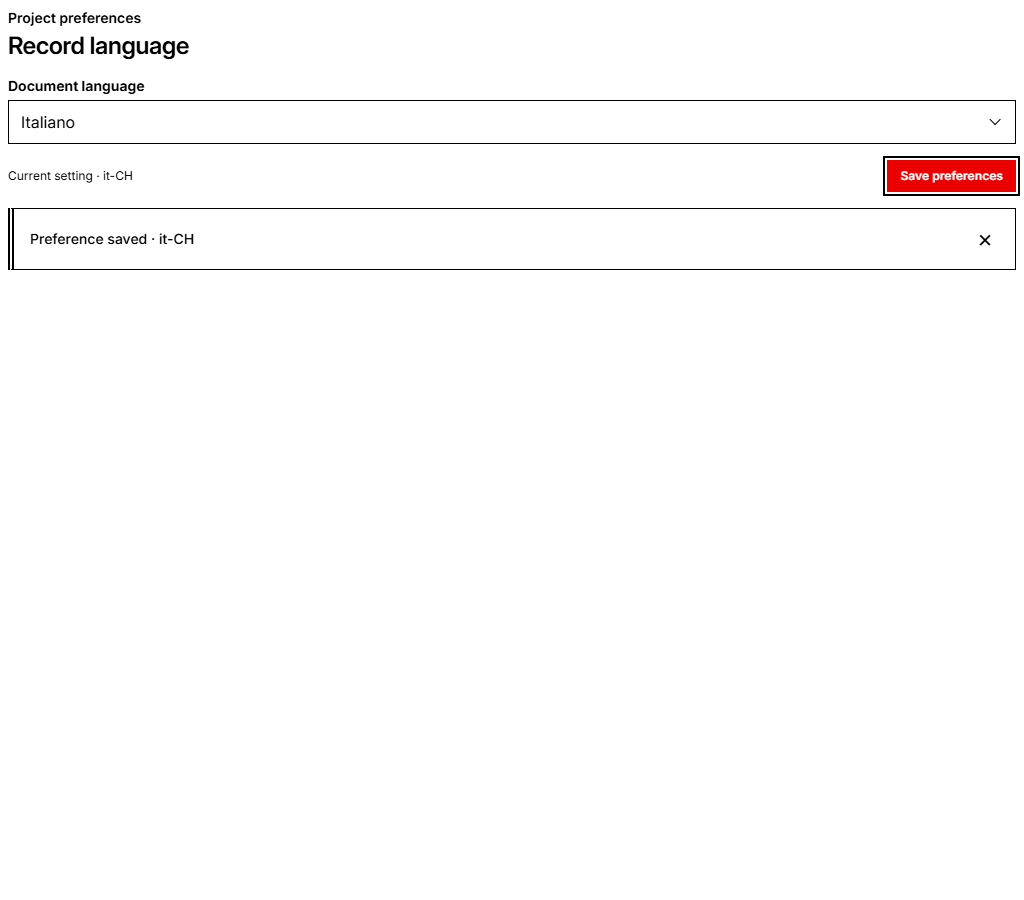 Project preferences
Record language
Document language
Italiano
Current setting · it-CH
Save preferences
Preference saved · it-CH